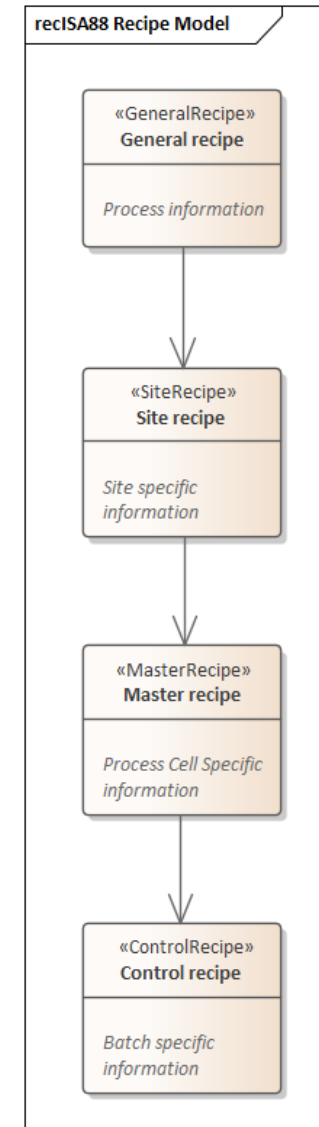 recISA88 Recipe Model
«GeneralRecipe»
General recipe
Process information
«SiteRecipe»
Site recipe
Site specific
information
«MasterRecipe»
Master recipe
Process Cell Specific
information
«ControlRecipe»
Control recipe
Batch specific
information